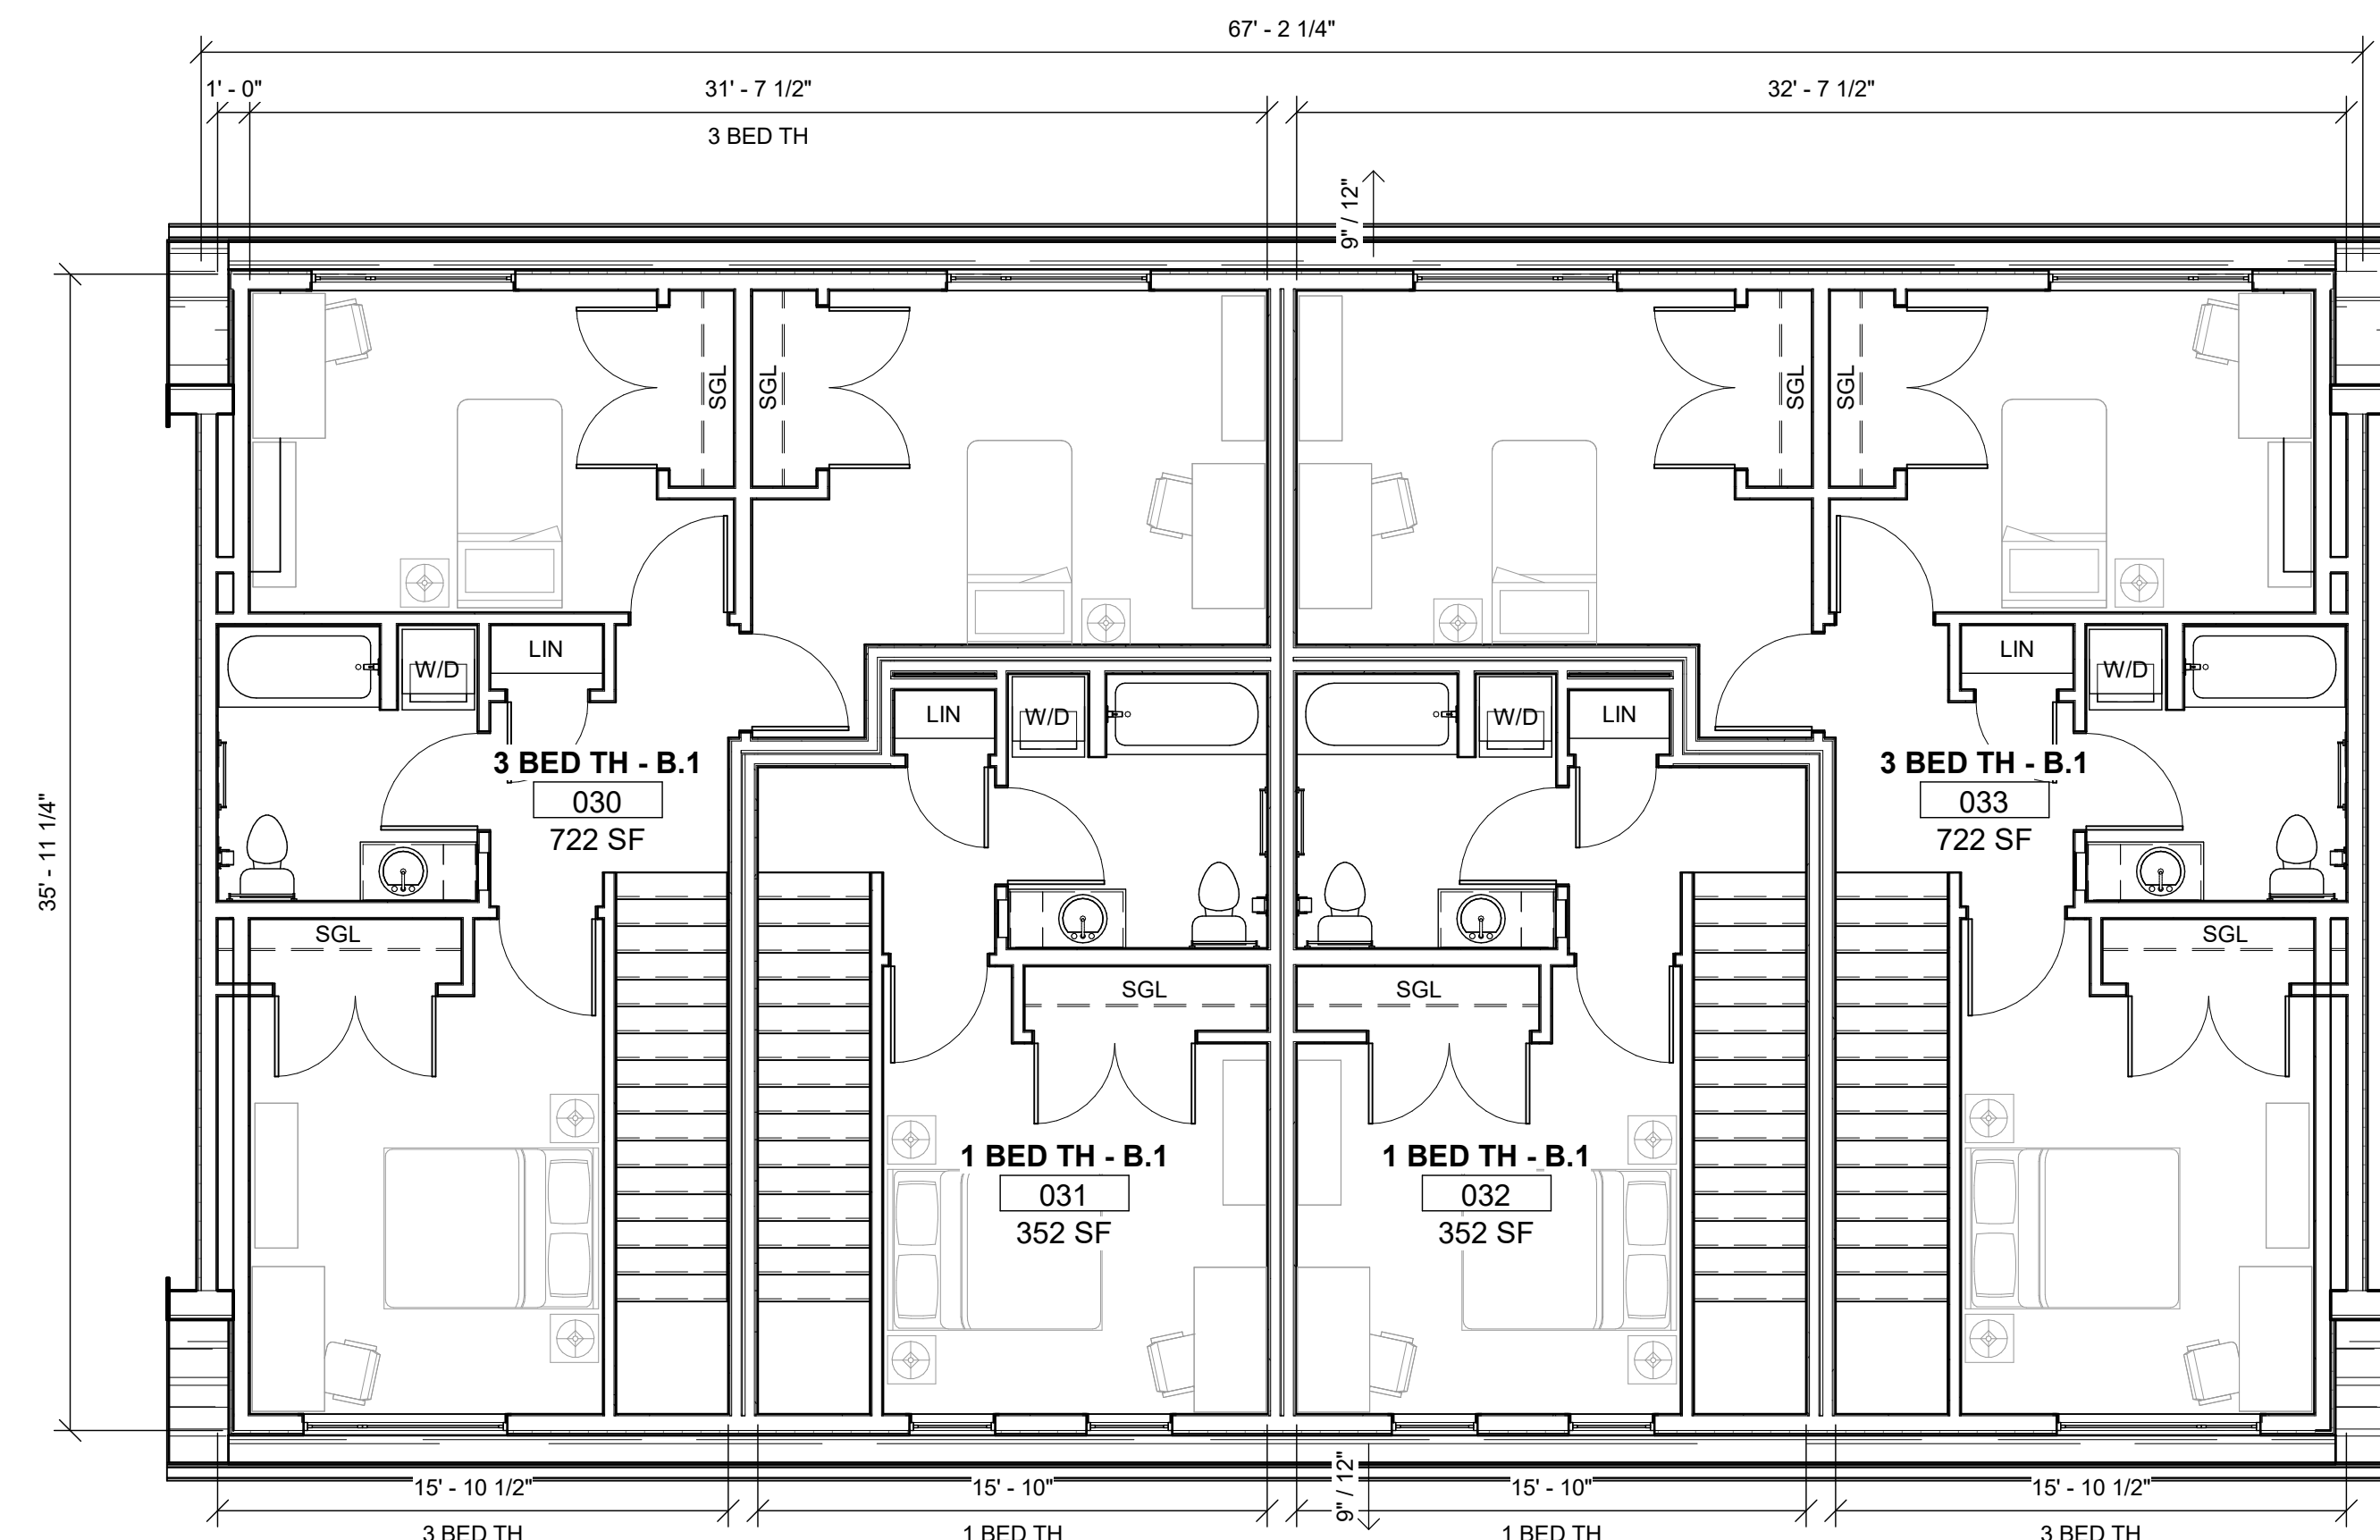 67' - 2 1/4"
1' - 0"
31' - 7 1/2"
32' - 7 1/2"
3 BED TH
9" / 12"
SGL
SGL
SGL
SGL
LIN
W/D
LIN
W/D
W/D
LIN
LIN
W/D
3 BED TH - B.1
030
722 SF
3 BED TH - B.1
033
722 SF
35' - 11 1/4"
SGL
SGL
SGL
SGL
1 BED TH - B.1
031
352 SF
1 BED TH - B.1
032
352 SF
9" / 12"
15' - 10 1/2"
15' - 10"
15' - 10"
15' - 10 1/2"
3 BED TH
1 BED TH
1 BED TH
3 BED TH